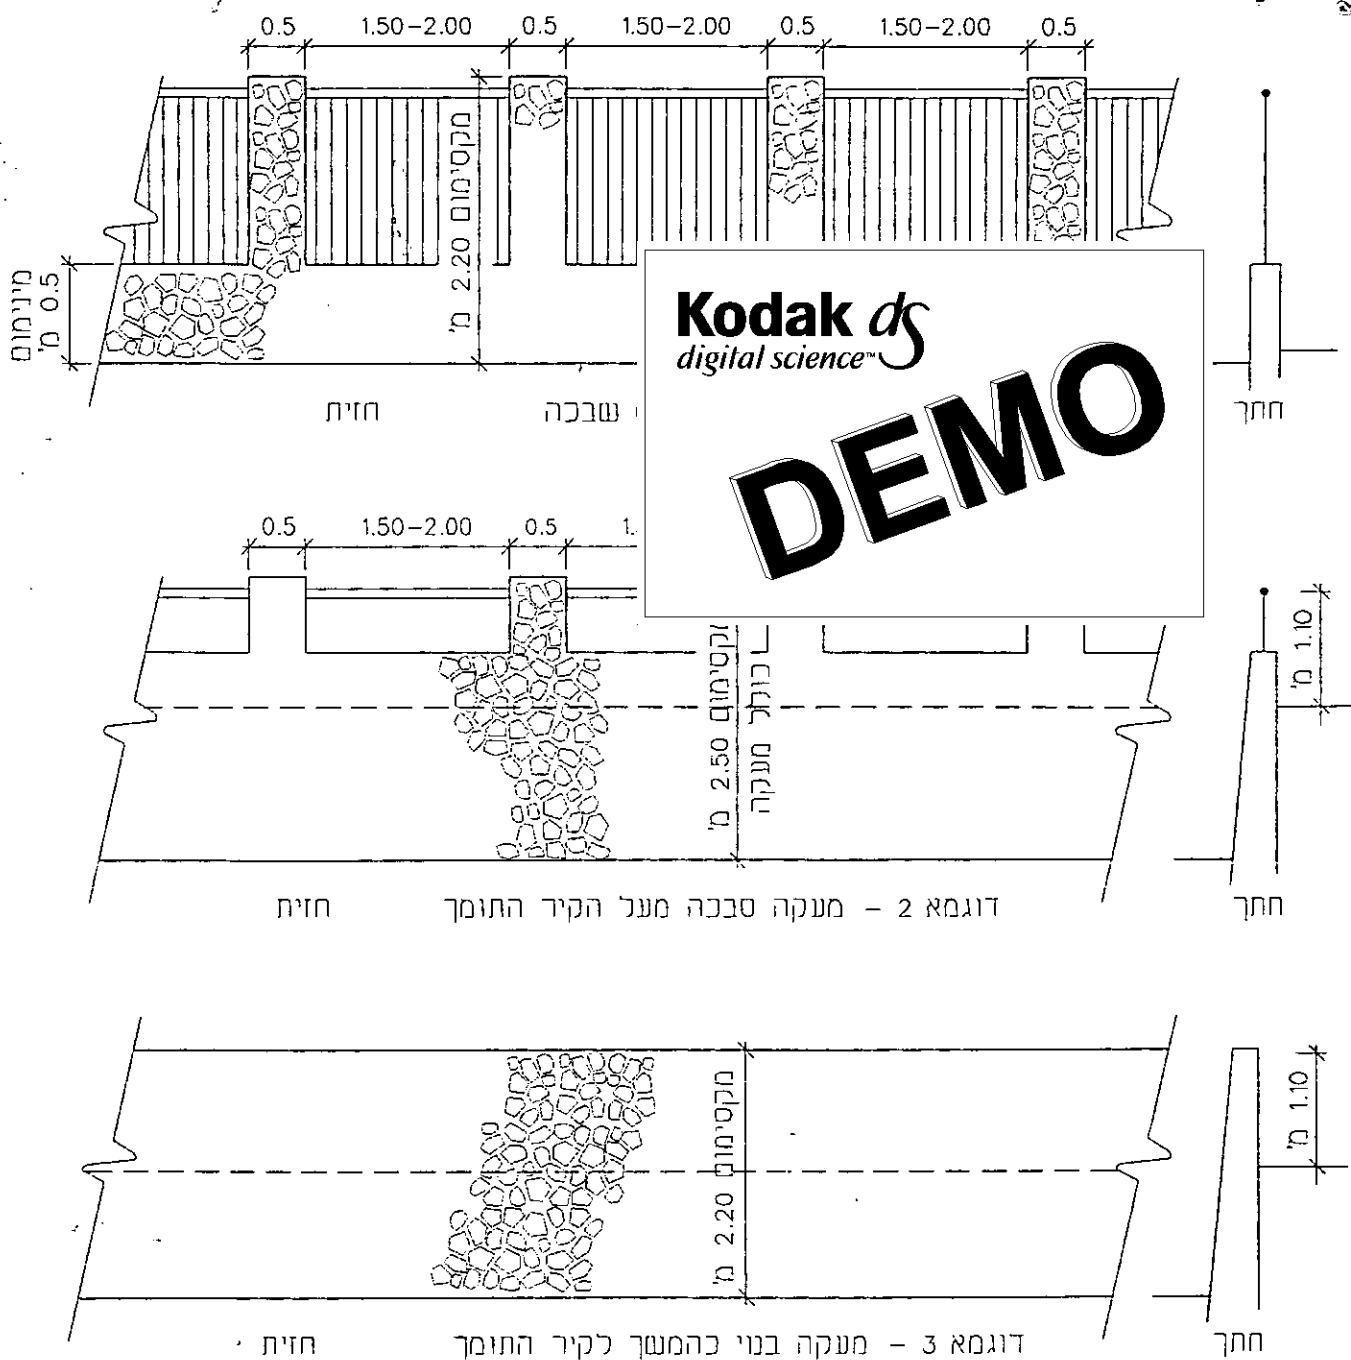 0.5 1.50-2.00 0.5 1.50-2.00 0.5 1.50-2.00 0.5
מקסימום 2.20 מ'
מינימום
0.5 מ'
Kodak ds
digital science™
DEMO
חזית שבכה חתך
0.5 1.50-2.00 0.5 1.
1.10 מ'
מקסימום 2.50 מ'
כולל מעקה
חזית דוגמא 2 - מעקה סבכה מעל הקיר התומך חתך
מקסימום 2.20 מ'
1.10 מ'
חזית דוגמא 3 - מעקה בנוי כהמשך לקיר התומך חתך